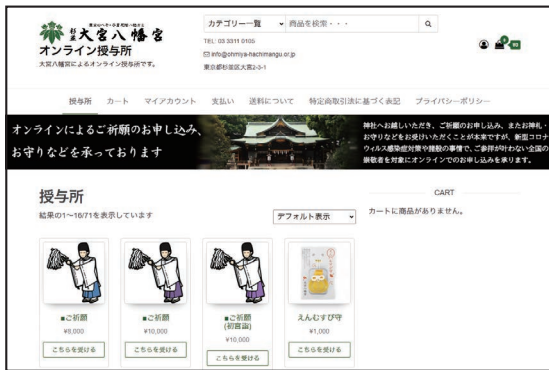 杉並 大宮八幡宮
オンライン授与所
大宮八幡宮によるオンライン授与所です。
カテゴリー一覧 商品を検索・・・
TEL: 03 3311 0105
info@ohmiya-hachimangu.or.jp
東京都杉並区大宮2-3-1
0
¥0
授与所 カート マイアカウント 支払い 送料について 特定商取引法に基づく表記 プライバシーポリシー
オンラインによるご祈願のお申し込み、
お守りなどを承っております
神社へお越しいただき、ご祈願のお申し込み、またお神札・
お守りなどをお受けいただくことが本来ですが、新型コロナ
ウィルス感染症対策や諸般の事情で、ご参拝が叶わない全国の
崇敬者を対象にオンラインでのお申し込みを承ります。
授与所
結果の1～16/71を表示しています
デフォルト表示
CART
カートに商品がありません。
■ご祈願
¥8,000
こちらを受ける
■ご祈願
¥10,000
こちらを受ける
■ご祈願
(初宮詣)
¥10,000
こちらを受ける
えんむすび守
¥1,000
こちらを受ける